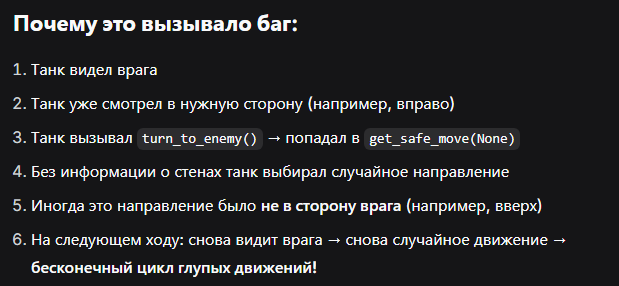 Почему это вызывало баг:
1. Танк видел врага
2. Танк уже смотрел в нужную сторону (например, вправо)
3. Танк вызывал turn_to_enemy() → попадал в get_safe_move(None)
4. Без информации о стенах танк выбирал случайное направление
5. Иногда это направление было не в сторону врага (например, вверх)
6. На следующем ходу: снова видит врага → снова случайное движение →
бесконечный цикл глупых движений!